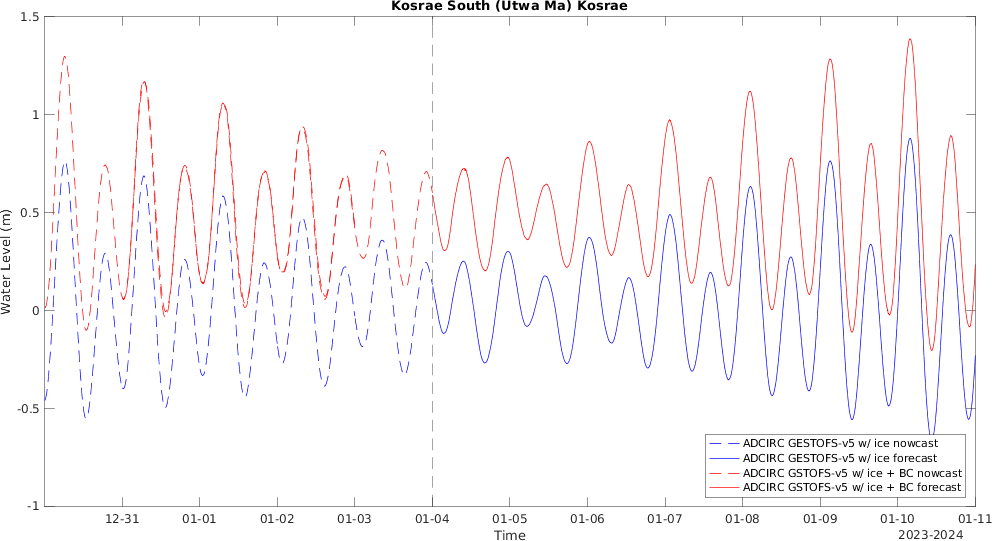 Kosrae South (Utwa Ma) Kosrae
1.5
1
0.5
0
-0.5
-1
Water Level (m)
ADCIRC GESTOFS-v5 w/ ice nowcast
ADCIRC GESTOFS-v5 w/ ice forecast
ADCIRC GSTOFS-v5 w/ ice + BC nowcast
ADCIRC GSTOFS-v5 w/ ice + BC forecast
12-31 01-01 01-02 01-03 01-04 01-05 01-06 01-07 01-08 01-09 01-10 01-11
Time
2023-2024